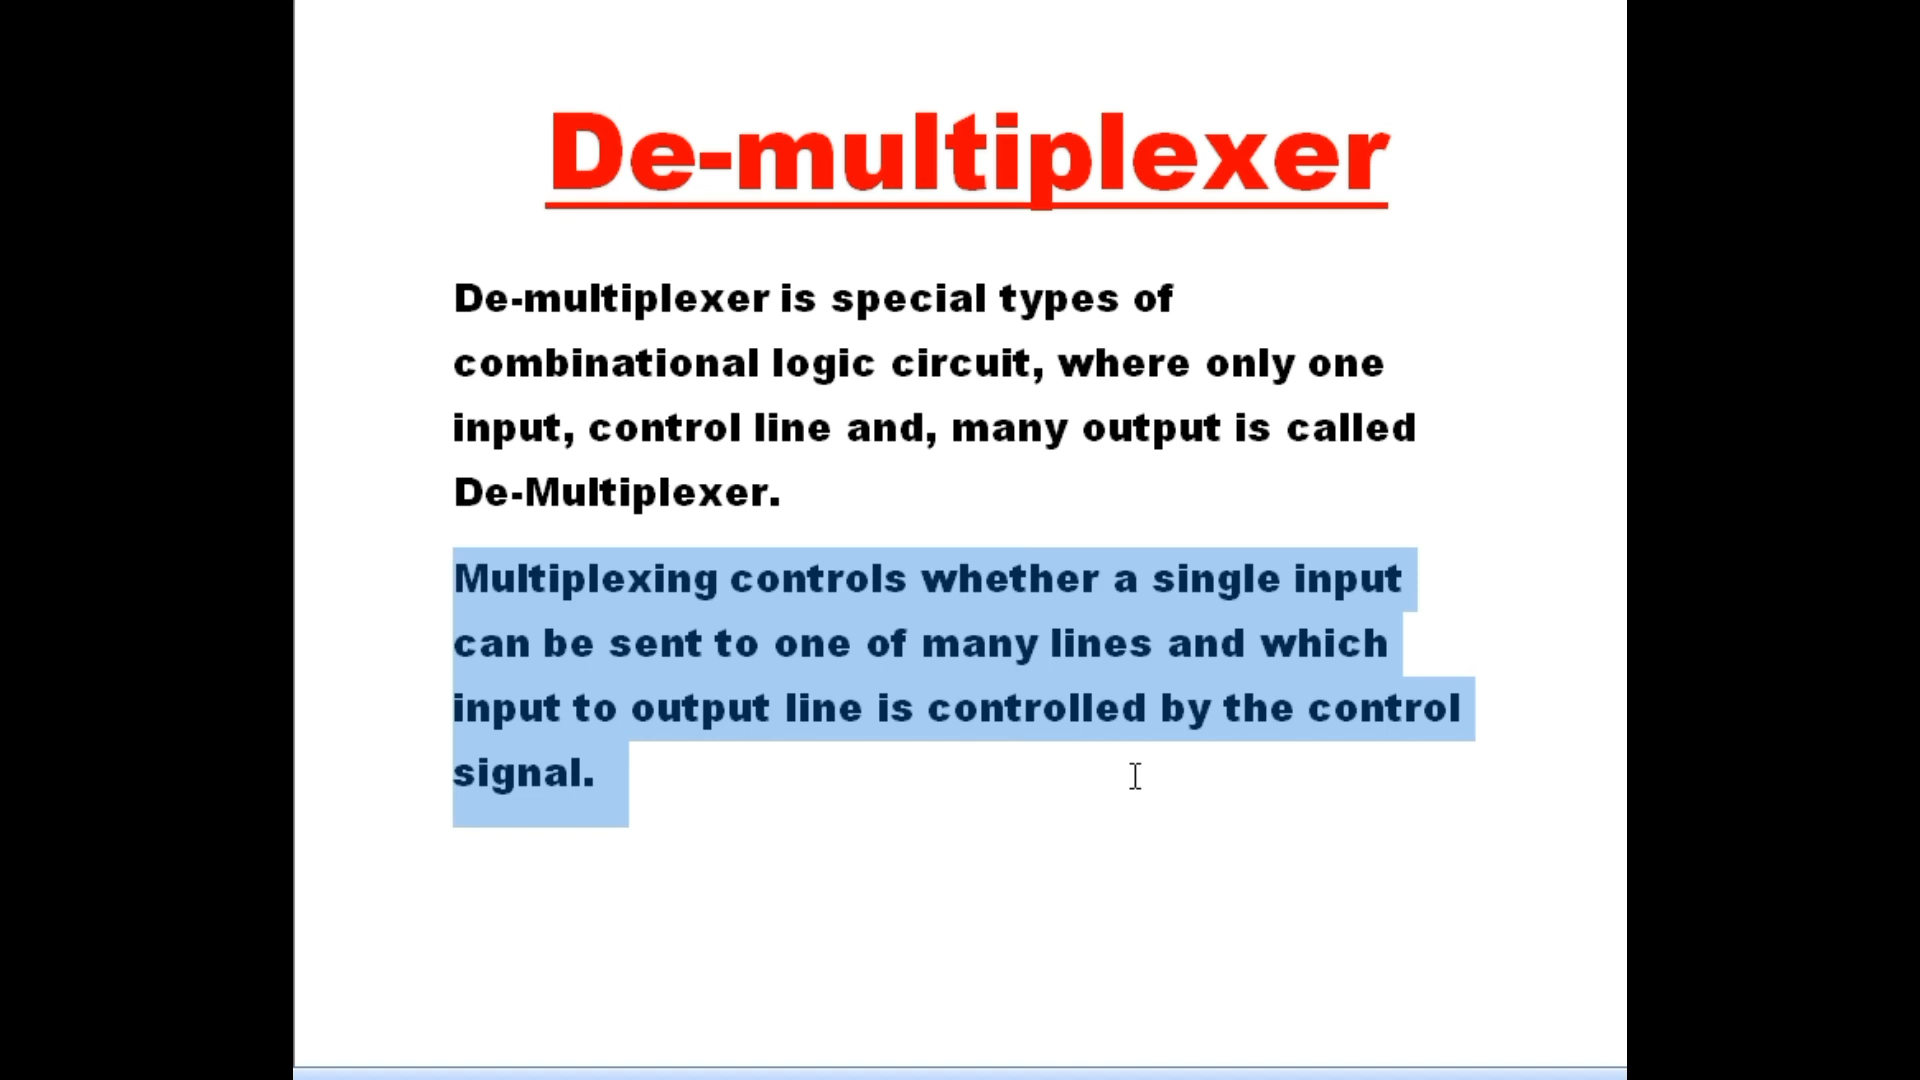 De-multiplexer
De-multiplexer is special types of
combinational logic circuit, where only one
input, control line and, many output is called
De-Multiplexer.
Multiplexing controls whether a single input
can be sent to one of many lines and which
input to output line is controlled by the control
signal.